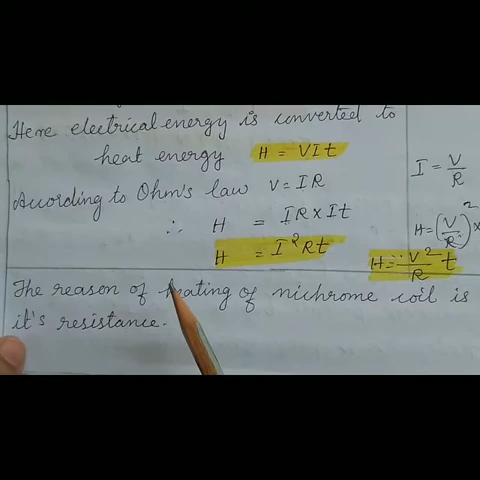 Here electrical energy is converted to
heat energy H = VIt
According to Ohm's law V = IR
∴ H = IR × It
H = I²Rt
I = V/R
H = (V/R)² ×
H = V²/R t
The reason of heating of nichrome coil is
it's resistance.